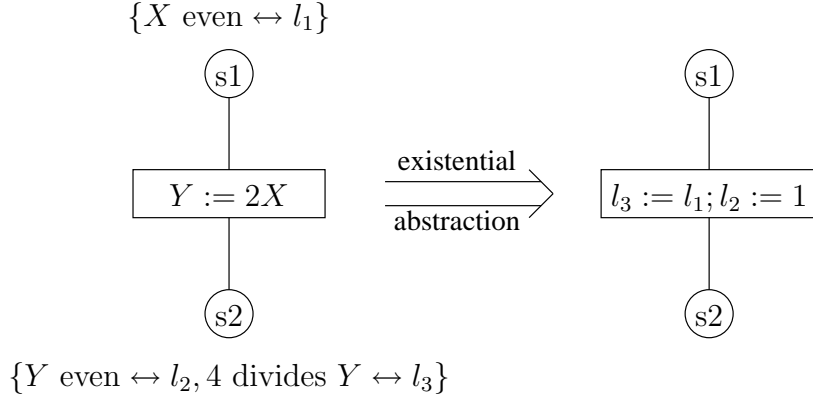 {X even ↔ l₁}
s1 s1
existential
Y := 2X l₃ := l₁; l₂ := 1
abstraction
s2 s2
{Y even ↔ l₂, 4 divides Y ↔ l₃}